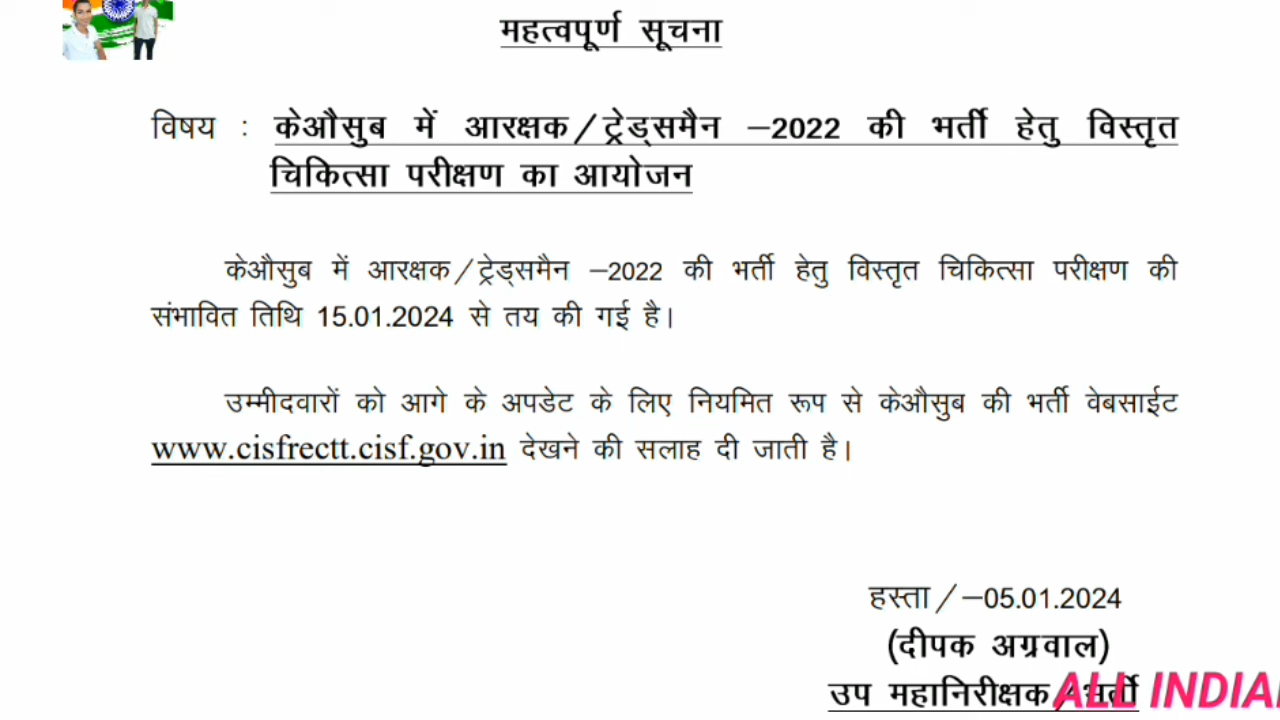 महत्वपूर्ण सूचना
विषय : केऔसुब में आरक्षक/ट्रेड्समैन –2022 की भर्ती हेतु विस्तृत
चिकित्सा परीक्षण का आयोजन
केऔसुब में आरक्षक/ट्रेड्समैन –2022 की भर्ती हेतु विस्तृत चिकित्सा परीक्षण की
संभावित तिथि 15.01.2024 से तय की गई है।
उम्मीदवारों को आगे के अपडेट के लिए नियमित रूप से केऔसुब की भर्ती वेबसाईट
www.cisfrectt.cisf.gov.in देखने की सलाह दी जाती है।
हस्ता/–05.01.2024
(दीपक अग्रवाल)
उप महानिरीक्षक/भर्ती
ALL INDIA